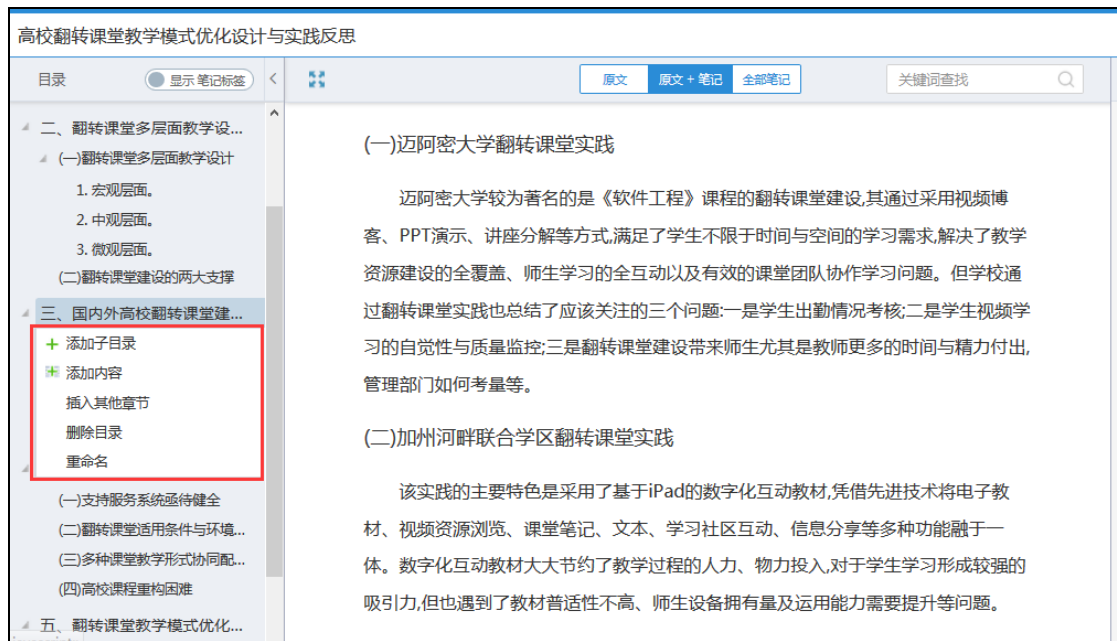 高校翻转课堂教学模式优化设计与实践反思
目录
显示 笔记标签
原文
原文 + 笔记
全部笔记
关键词查找
二、翻转课堂多层面教学设...
(一)翻转课堂多层面教学设计
1. 宏观层面。
2. 中观层面。
3. 微观层面。
(二)翻转课堂建设的两大支撑
三、国内外高校翻转课堂建...
添加子目录
添加内容
插入其他章节
删除目录
重命名
(一)支持服务系统亟待健全
(二)翻转课堂适用条件与环境...
(三)多种课堂教学形式协同配...
(四)高校课程重构困难
五、翻转课堂教学模式优化...
(一)迈阿密大学翻转课堂实践
迈阿密大学较为著名的是《软件工程》课程的翻转课堂建设,其通过采用视频博
客、PPT演示、讲座分解等方式,满足了学生不限于时间与空间的学习需求,解决了教学
资源建设的全覆盖、师生学习的全互动以及有效的课堂团队协作学习问题。但学校通
过翻转课堂实践也总结了应该关注的三个问题:一是学生出勤情况考核;二是学生视频学
习的自觉性与质量监控;三是翻转课堂建设带来师生尤其是教师更多的时间与精力付出,
管理部门如何考量等。
(二)加州河畔联合学区翻转课堂实践
该实践的主要特色是采用了基于iPad的数字化互动教材,凭借先进技术将电子教
材、视频资源浏览、课堂笔记、文本、学习社区互动、信息分享等多种功能融于一
体。数字化互动教材大大节约了教学过程的人力、物力投入,对于学生学习形成较强的
吸引力,但也遇到了教材普适性不高、师生设备拥有量及运用能力需要提升等问题。